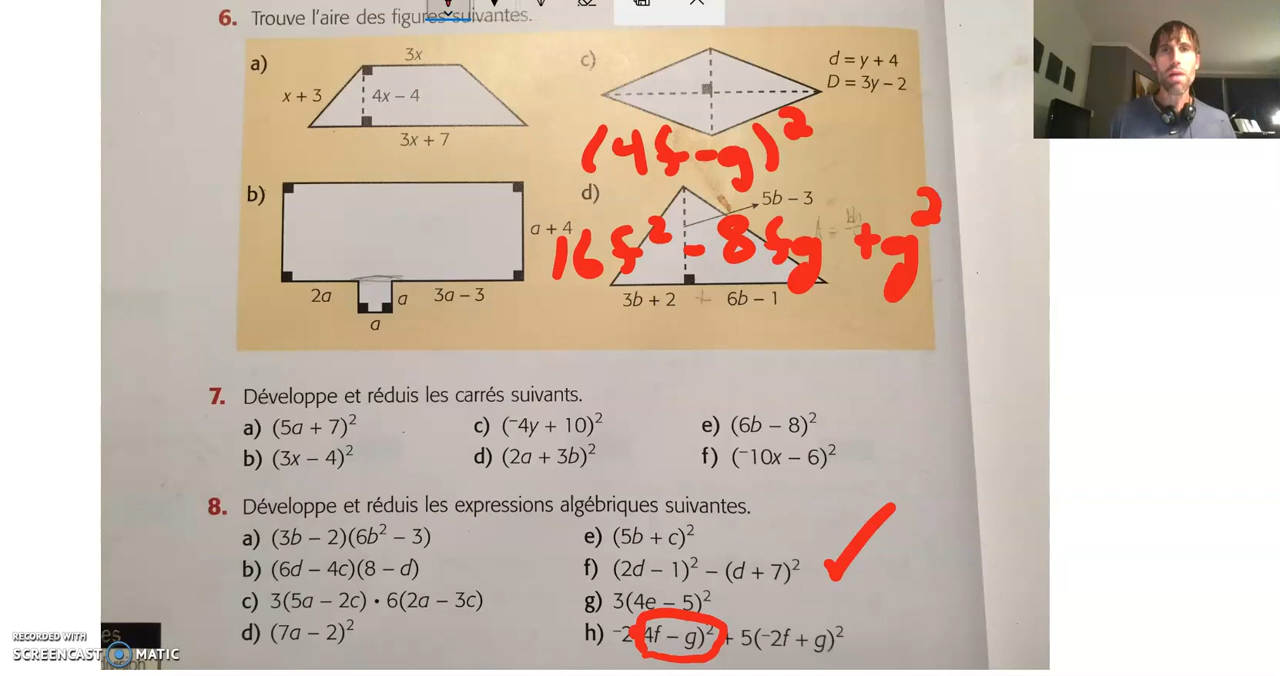 6. Trouve l'aire des figures suivantes.
a)
3x
x + 3
4x – 4
3x + 7
c)
d = y + 4
D = 3y – 2
(4f-g)²
b)
a + 4
2a
a
3a – 3
a
d)
5b – 3
16f² - 8fg + g²
3b + 2 + 6b – 1
7. Développe et réduis les carrés suivants.
a) (5a + 7)²
c) (⁻4y + 10)²
e) (6b – 8)²
b) (3x – 4)²
d) (2a + 3b)²
f) (⁻10x – 6)²
8. Développe et réduis les expressions algébriques suivantes.
a) (3b – 2)(6b² – 3)
e) (5b + c)²
b) (6d – 4c)(8 – d)
f) (2d – 1)² – (d + 7)²
c) 3(5a – 2c) • 6(2a – 3c)
g) 3(4e – 5)²
d) (7a – 2)²
h) ⁻2(4f – g)² + 5(⁻2f + g)²
RECORDED WITH
SCREENCAST MATIC